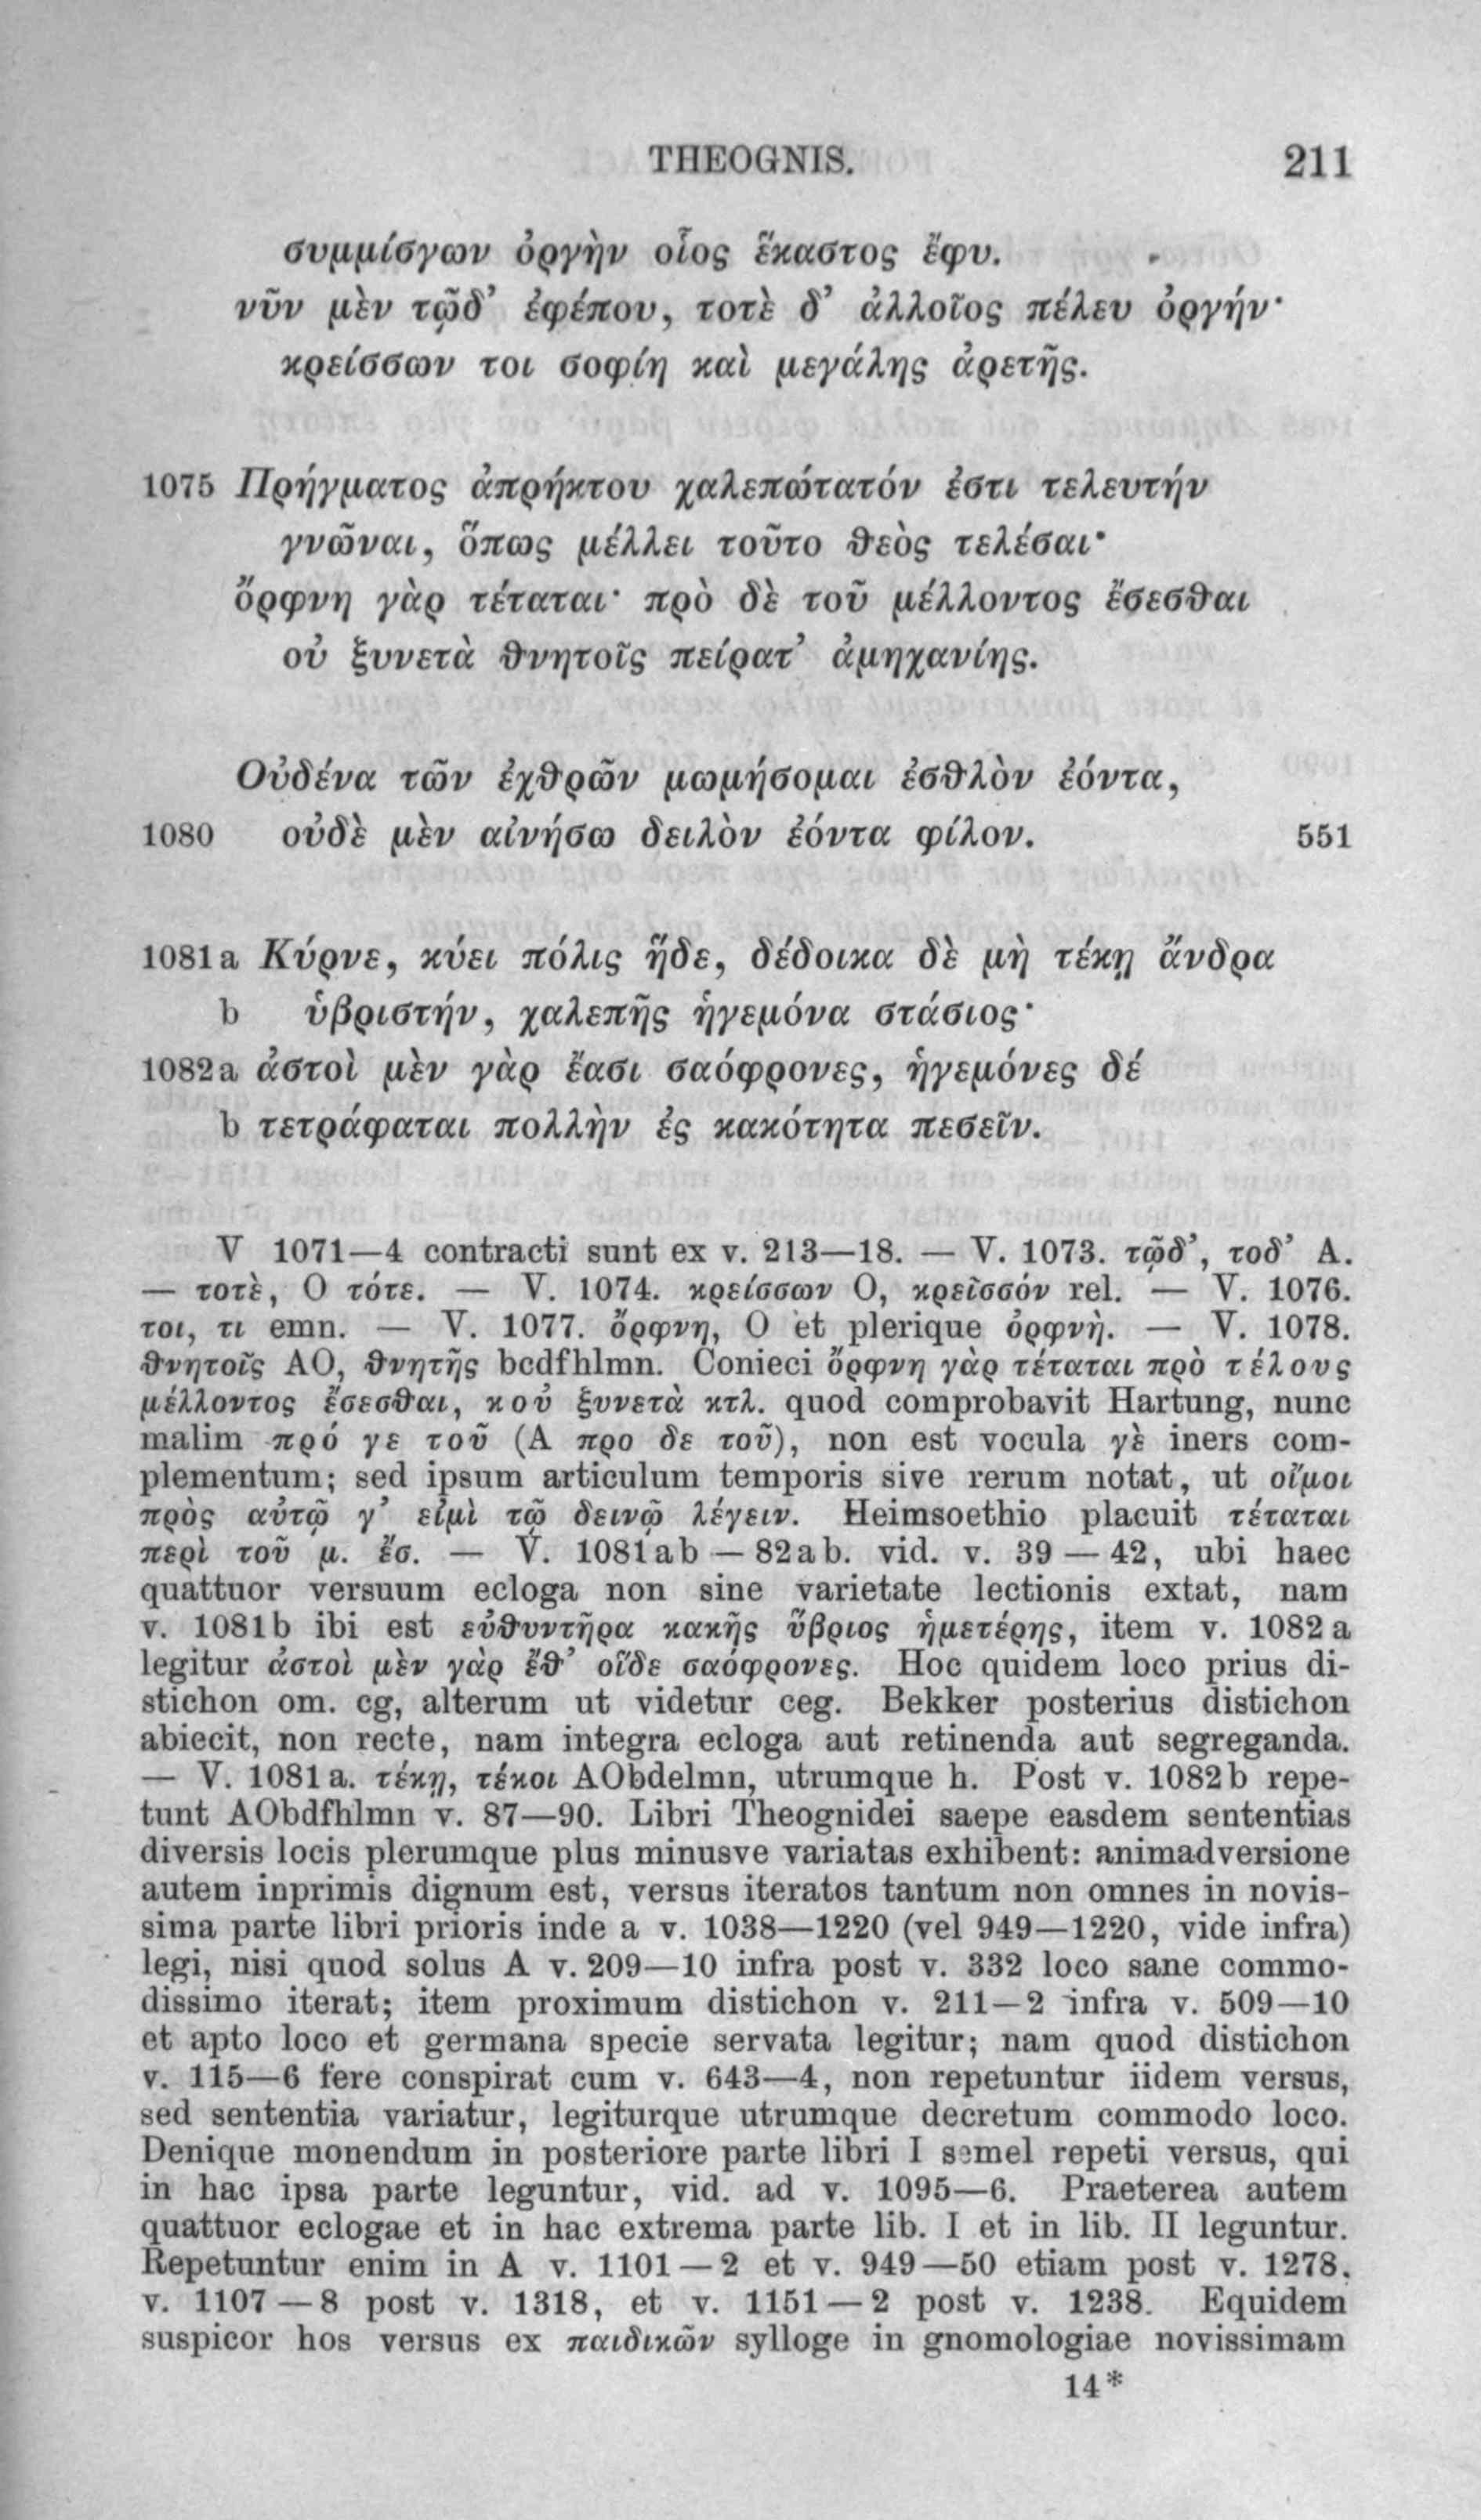 THEOGNIS. 211
συμμίσγων ὀργὴν οἷος ἕκαστος ἔφυ.
νῦν μὲν τῷδ’ ἐφέπου, τοτὲ δ’ ἀλλοῖος πέλευ ὀργήν·
κρείσσων τοι σοφίη καὶ μεγάλης ἀρετῆς.
1075 Πρήγματος ἀπρήκτου χαλεπώτατόν ἐστι τελευτήν
γνῶναι, ὅπως μέλλει τοῦτο θεὸς τελέσαι·
ὄρφνη γὰρ τέταται· πρὸ δὲ τοῦ μέλλοντος ἔσεσθαι
οὐ ξυνετὰ θνητοῖς πείρατ’ ἀμηχανίης.
Οὐδένα τῶν ἐχθρῶν μωμήσομαι ἐσθλὸν ἐόντα,
1080 οὐδὲ μὲν αἰνήσω δειλὸν ἐόντα φίλον. 551
1081a Κύρνε, κύει πόλις ἥδε, δέδοικα δὲ μὴ τέκῃ ἄνδρα
b ὑβριστήν, χαλεπῆς ἡγεμόνα στάσιος·
1082a ἀστοὶ μὲν γὰρ ἔασι σαόφρονες, ἡγεμόνες δέ
b τετράφαται πολλὴν ἐς κακότητα πεσεῖν.
V 1071—4 contracti sunt ex v. 213—18. — V. 1073. τῷδ’, τοδ’ A.
— τοτὲ, O τότε. — V. 1074. κρείσσων O, κρεῖσσόν rel. — V. 1076.
τοι, τι emn. — V. 1077. ὄρφνη, O et plerique ὀρφνὴ. — V. 1078.
θνητοῖς AO, θνητῆς bcdfhlmn. Conieci ὄρφνη γὰρ τέταται πρὸ τέλους
μέλλοντος ἔσεσθαι, κοὐ ξυνετὰ κτλ. quod comprobavit Hartung, nunc
malim πρό γε τοῦ (A προ δε τοῦ), non est vocula γὲ iners com-
plementum; sed ipsum articulum temporis sive rerum notat, ut οἴμοι
πρὸς αὐτῷ γ’ εἰμὶ τῷ δεινῷ λέγειν. Heimsoethio placuit τέταται
περὶ τοῦ μ. ἔσ. — V. 1081ab — 82ab. vid. v. 39 — 42, ubi haec
quattuor versuum ecloga non sine varietate lectionis extat, nam
v. 1081b ibi est εὐθυντῆρα κακῆς ὕβριος ἡμετέρης, item v. 1082 a
legitur ἀστοὶ μὲν γὰρ ἔθ’ οἵδε σαόφρονες. Hoc quidem loco prius di-
stichon om. cg, alterum ut videtur ceg. Bekker posterius distichon
abiecit, non recte, nam integra ecloga aut retinenda aut segreganda.
— V. 1081 a. τέκῃ, τέκοι AObdelmn, utrumque h. Post v. 1082b repe-
tunt AObdfhlmn v. 87—90. Libri Theognidei saepe easdem sententias
diversis locis plerumque plus minusve variatas exhibent: animadversione
autem inprimis dignum est, versus iteratos tantum non omnes in novis-
sima parte libri prioris inde a v. 1038—1220 (vel 949—1220, vide infra)
legi, nisi quod solus A v. 209—10 infra post v. 332 loco sane commo-
dissimo iterat; item proximum distichon v. 211—2 infra v. 509—10
et apto loco et germana specie servata legitur; nam quod distichon
v. 115—6 fere conspirat cum v. 643—4, non repetuntur iidem versus,
sed sententia variatur, legiturque utrumque decretum commodo loco.
Denique monendum in posteriore parte libri I semel repeti versus, qui
in hac ipsa parte leguntur, vid. ad v. 1095—6. Praeterea autem
quattuor eclogae et in hac extrema parte lib. I et in lib. II leguntur.
Repetuntur enim in A v. 1101 — 2 et v. 949—50 etiam post v. 1278.
v. 1107 — 8 post v. 1318, et v. 1151 — 2 post v. 1238. Equidem
suspicor hos versus ex παιδικῶν sylloge in gnomologiae novissimam
14*